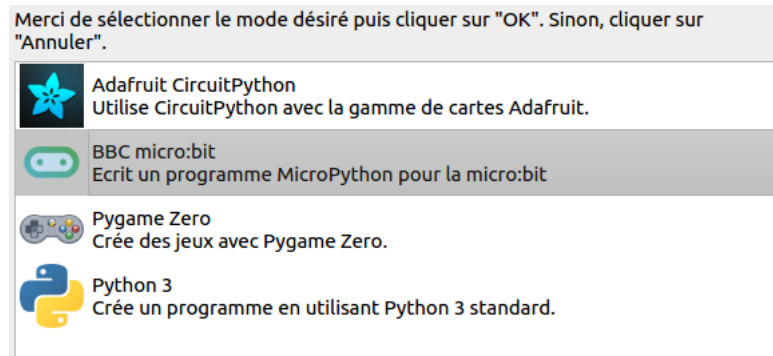 Merci de sélectionner le mode désiré puis cliquer sur "OK". Sinon, cliquer sur
"Annuler".
Adafruit CircuitPython
Utilise CircuitPython avec la gamme de cartes Adafruit.
BBC micro:bit
Ecrit un programme MicroPython pour la micro:bit
Pygame Zero
Crée des jeux avec Pygame Zero.
Python 3
Crée un programme en utilisant Python 3 standard.